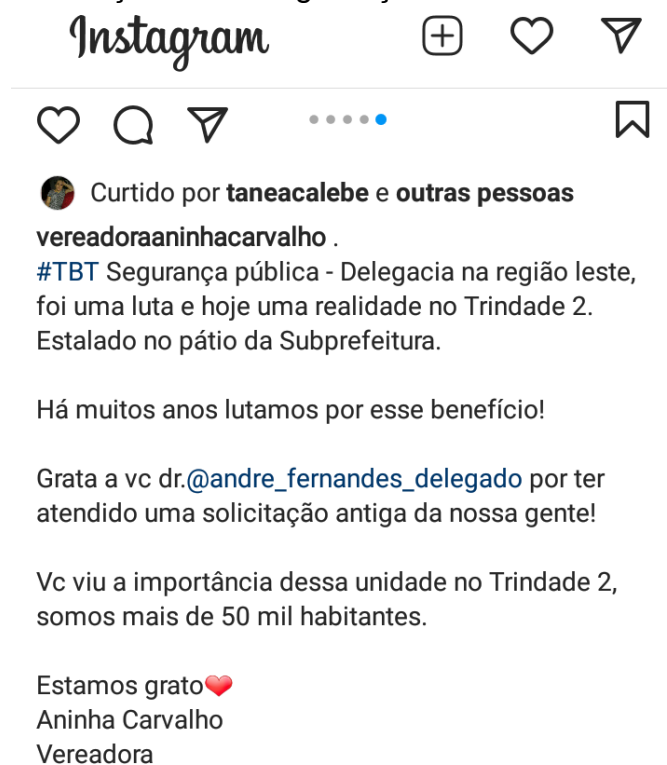 Instagram
Curtido por taneacalebe e outras pessoas
vereadoraaninhacarvalho .
#TBT Segurança pública - Delegacia na região leste,
foi uma luta e hoje uma realidade no Trindade 2.
Estalado no pátio da Subprefeitura.
Há muitos anos lutamos por esse benefício!
Grata a vc dr.@andre_fernandes_delegado por ter
atendido uma solicitação antiga da nossa gente!
Vc viu a importância dessa unidade no Trindade 2,
somos mais de 50 mil habitantes.
Estamos grato❤
Aninha Carvalho
Vereadora